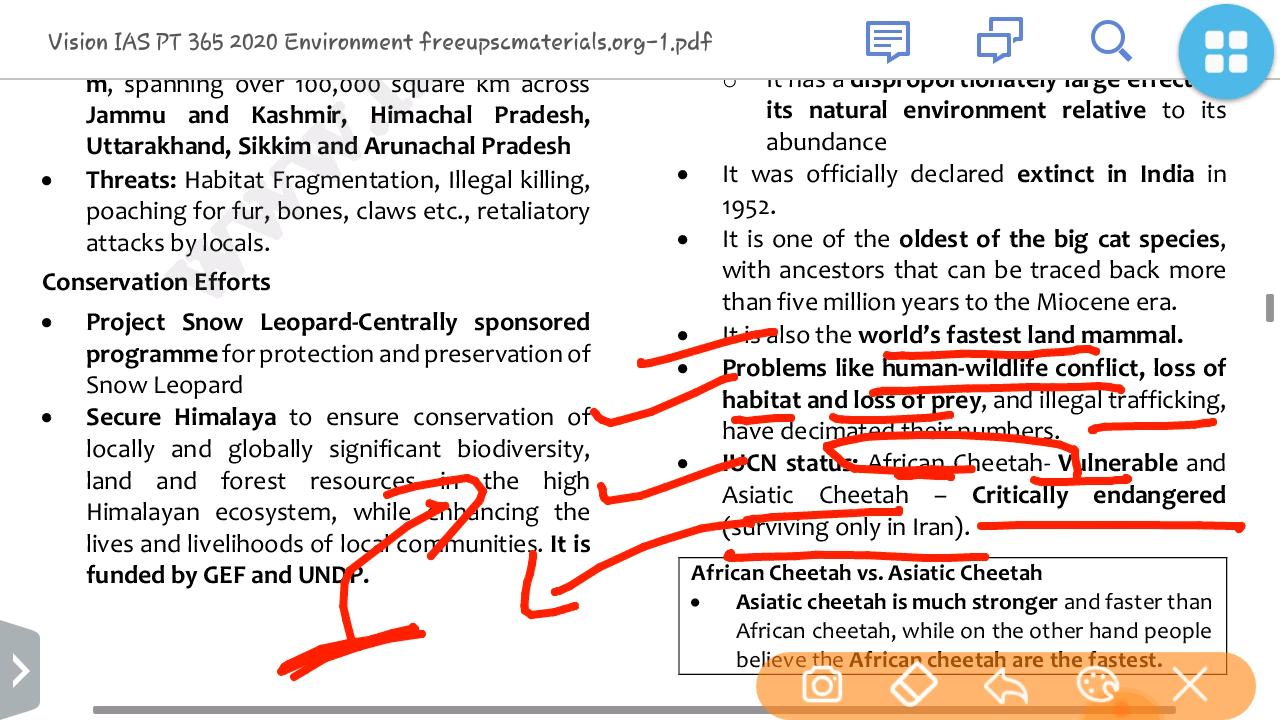 Vision IAS PT 365 2020 Environment freeupscmaterials.org-1.pdf
m, spanning over 100,000 square km across
Jammu and Kashmir, Himachal Pradesh,
Uttarakhand, Sikkim and Arunachal Pradesh
• Threats: Habitat Fragmentation, Illegal killing,
poaching for fur, bones, claws etc., retaliatory
attacks by locals.
Conservation Efforts
• Project Snow Leopard-Centrally sponsored
programme for protection and preservation of
Snow Leopard
• Secure Himalaya to ensure conservation of
locally and globally significant biodiversity,
land and forest resources in the high
Himalayan ecosystem, while enhancing the
lives and livelihoods of local communities. It is
funded by GEF and UNDP.
o It has a disproportionately large effect
its natural environment relative to its
abundance
• It was officially declared extinct in India in
1952.
• It is one of the oldest of the big cat species,
with ancestors that can be traced back more
than five million years to the Miocene era.
• It is also the world's fastest land mammal.
• Problems like human-wildlife conflict, loss of
habitat and loss of prey, and illegal trafficking,
have decimated their numbers.
• IUCN status: African Cheetah- Vulnerable and
Asiatic Cheetah – Critically endangered
(surviving only in Iran).
African Cheetah vs. Asiatic Cheetah
• Asiatic cheetah is much stronger and faster than
African cheetah, while on the other hand people
believe the African cheetah are the fastest.
www.